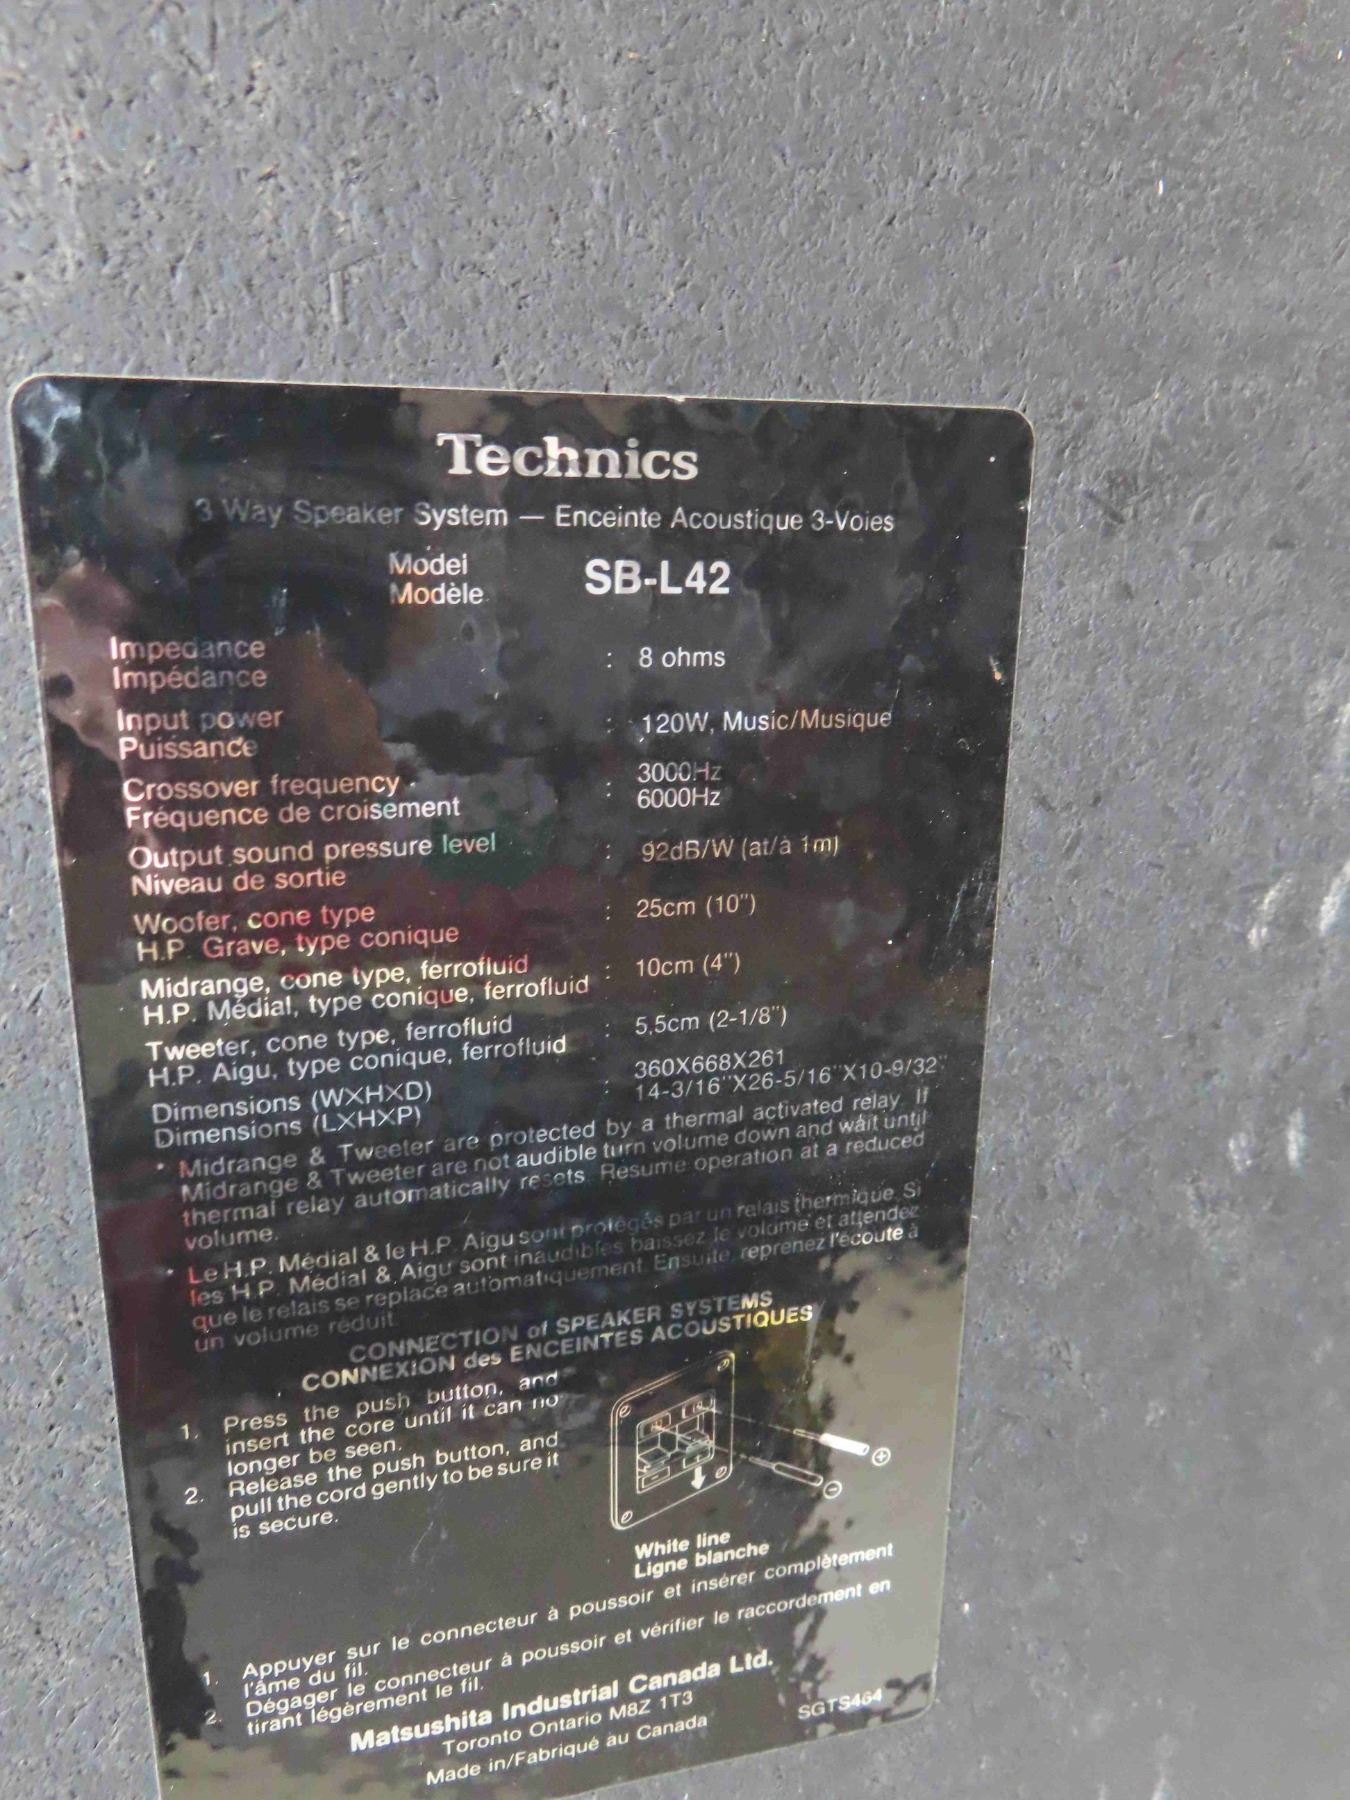 Technics
3 Way Speaker System — Enceinte Acoustique 3-Voies
Model
Modèle
SB-L42
Impedance
Impédance
: 8 ohms
Input power
Puissance
: 120W, Music/Musique
Crossover frequency
Fréquence de croisement
: 3000Hz
6000Hz
Output sound pressure level
Niveau de sortie
: 92dB/W (at/à 1m)
Woofer, cone type
H.P. Grave, type conique
: 25cm (10")
Midrange, cone type, ferrofluid
H.P. Médial, type conique, ferrofluid
: 10cm (4")
Tweeter, cone type, ferrofluid
H.P. Aigu, type conique, ferrofluid
: 5,5cm (2-1/8")
Dimensions (WXHXD)
Dimensions (LXHXP)
: 360X668X261
14-3/16"X26-5/16"X10-9/32"
• Midrange & Tweeter are protected by a thermal activated relay. If
Midrange & Tweeter are not audible turn volume down and wait until
thermal relay automatically resets. Resume operation at a reduced
volume.
• Le H.P. Médial & le H.P. Aigu sont protégés par un relais thermique. Si
les H.P. Médial & Aigu sont inaudibles baissez le volume et attendez
que le relais se replace automatiquement. Ensuite, reprenez l'écoute à
un volume réduit.
CONNECTION of SPEAKER SYSTEMS
CONNEXION des ENCEINTES ACOUSTIQUES
1. Press the push button, and
insert the core until it can no
longer be seen.
2. Release the push button, and
pull the cord gently to be sure it
is secure.
+
−
White line
Ligne blanche
1. Appuyer sur le connecteur à poussoir et insérer complètement
l'âme du fil.
2. Dégager le connecteur à poussoir et vérifier le raccordement en
tirant légérement le fil.
Matsushita Industrial Canada Ltd.
Toronto Ontario M8Z 1T3
Made in/Fabriqué au Canada
SGTS464